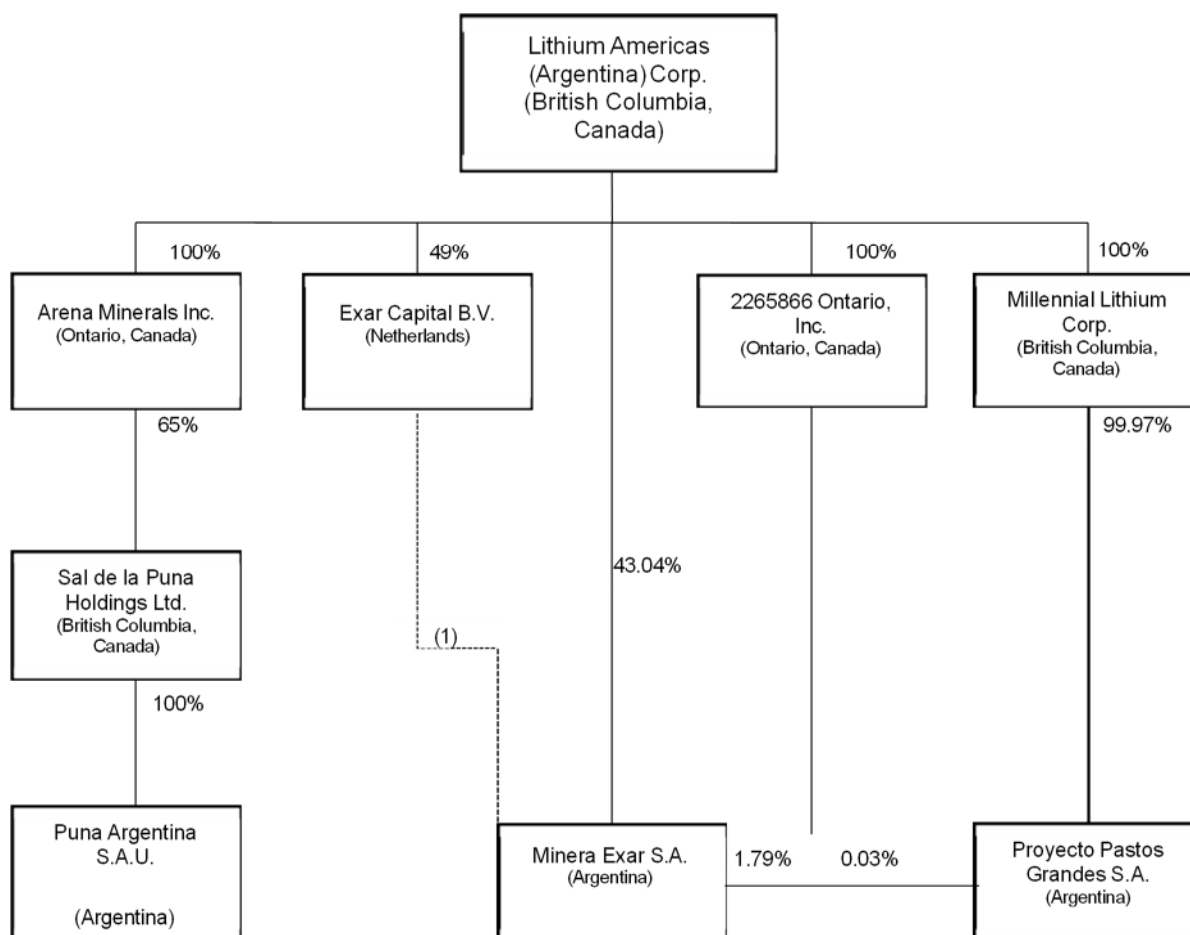 Lithium Americas
(Argentina) Corp.
(British Columbia,
Canada)
100%
49%
100%
100%
Arena Minerals Inc.
(Ontario, Canada)
Exar Capital B.V.
(Netherlands)
2265866 Ontario,
Inc.
(Ontario, Canada)
Millennial Lithium
Corp.
(British Columbia,
Canada)
65%
99.97%
43.04%
Sal de la Puna
Holdings Ltd.
(British Columbia,
Canada)
(1)
100%
Puna Argentina
S.A.U.
(Argentina)
Minera Exar S.A.
(Argentina)
1.79%
0.03%
Proyecto Pastos
Grandes S.A.
(Argentina)